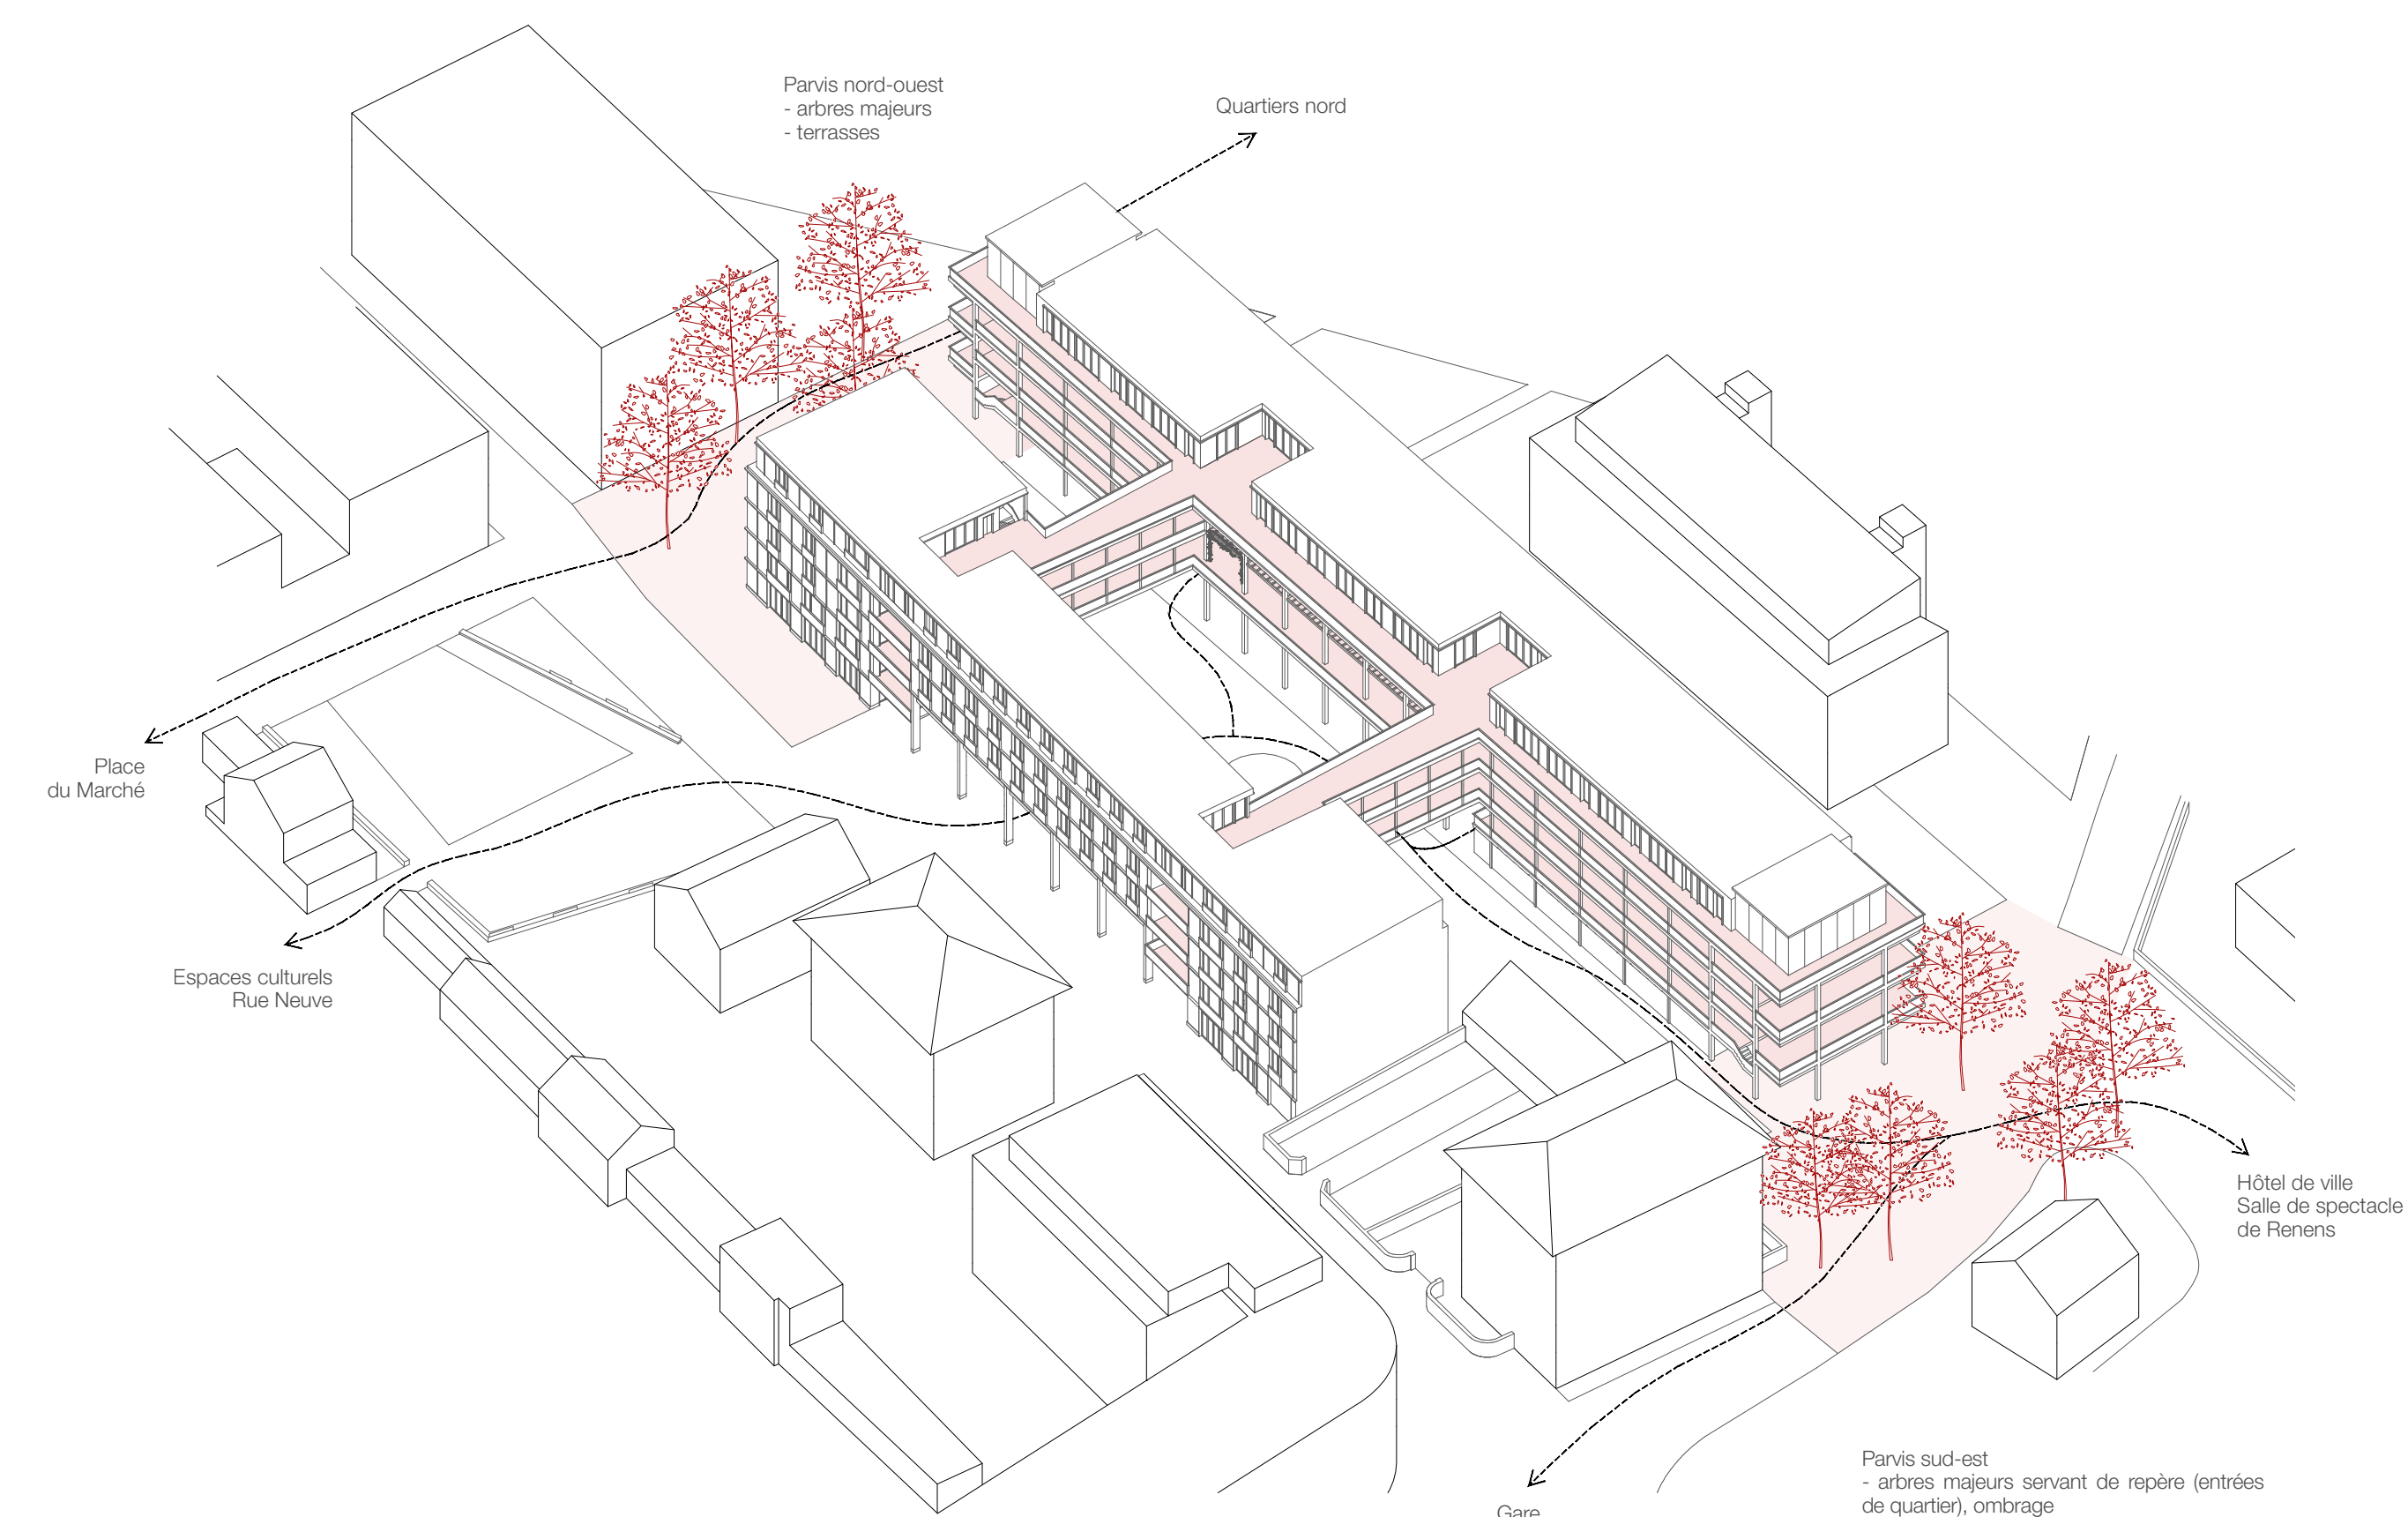 Parvis nord-ouest
- arbres majeurs
- terrasses
Quartiers nord
Place
du Marché
Espaces culturels
Rue Neuve
Hôtel de ville
Salle de spectacle
de Renens
Parvis sud-est
- arbres majeurs servant de repère (entrées
de quartier), ombrage
Gare